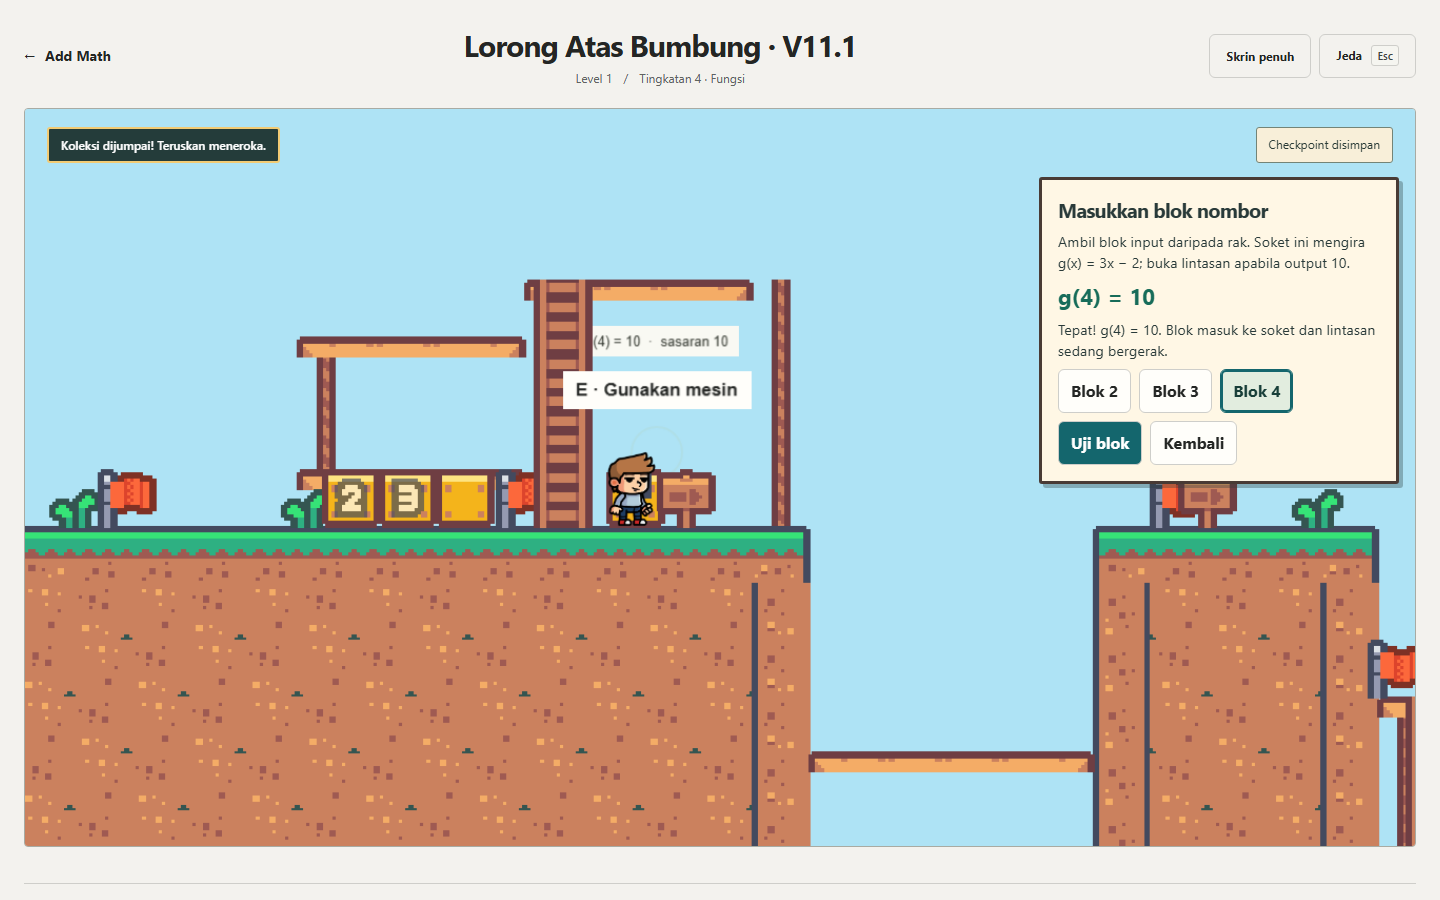 ← Add Math
Lorong Atas Bumbung · V11.1
Level 1 / Tingkatan 4 · Fungsi
Skrin penuh
Jeda Esc
Koleksi dijumpai! Teruskan meneroka.
Checkpoint disimpan
Masukkan blok nombor
Ambil blok input daripada rak. Soket ini mengira
g(x) = 3x − 2; buka lintasan apabila output 10.
g(4) = 10
Tepat! g(4) = 10. Blok masuk ke soket dan lintasan
sedang bergerak.
Blok 2 Blok 3 Blok 4
Uji blok Kembali
(4) = 10 · sasaran 10
E · Gunakan mesin
2 3